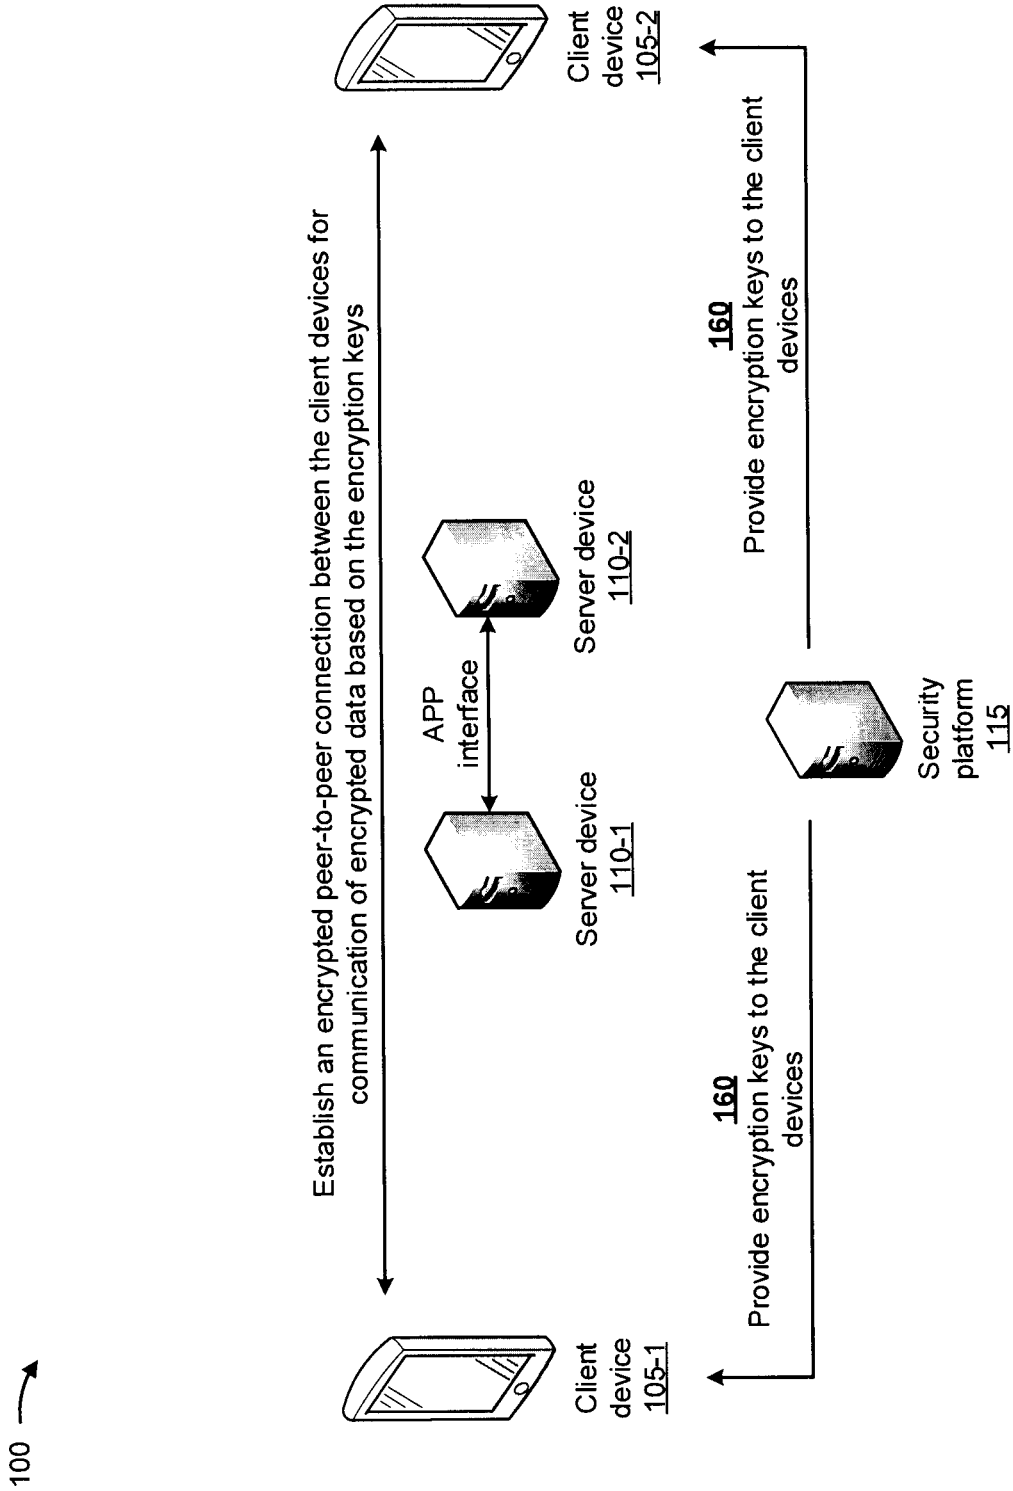 100
Establish an encrypted peer-to-peer connection between the client devices for
communication of encrypted data based on the encryption keys
APP
interface
Client
device
105-1
Server device
110-1
Server device
110-2
Client
device
105-2
160
Provide encryption keys to the client
devices
160
Provide encryption keys to the client
devices
Security
platform
115